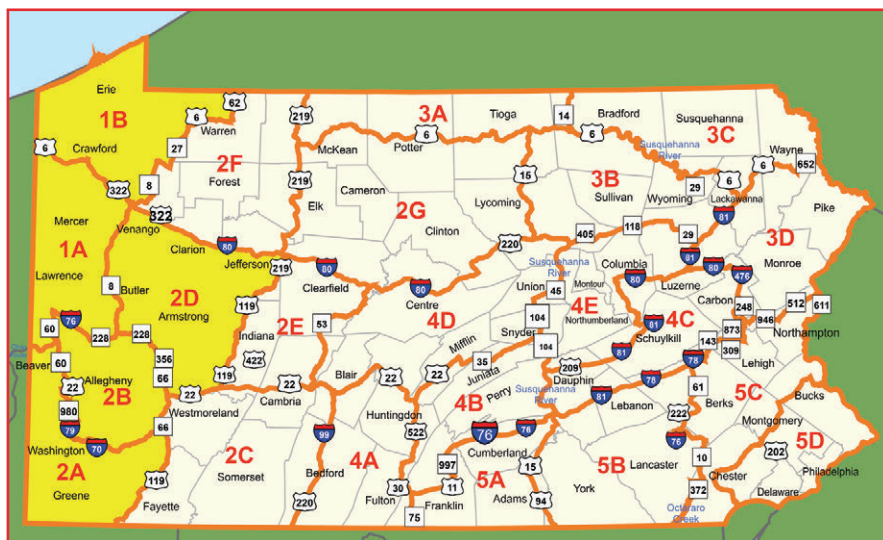 Erie
1B
6
62
Warren
6
Crawford
27
2F
8
Forest
322
322
Venango
Mercer
1A
Clarion
80
Lawrence
8
Butler
2D
Armstrong
Jefferson
219
119
Indiana
2E
422
119
60
76
228
228
Beaver
60
356
66
22
Allegheny
2B
980
79
70
Washington
66
2A
Greene
22
Westmoreland
Cambria
22
2C
Somerset
119
Fayette
219
3A
6
McKean
Potter
Tioga
14
Bradford
6
219
Elk
Cameron
2G
Clinton
Lycoming
15
220
80
Clearfield
80
Centre
53
4D
Blair
22
Huntingdon
22
Mifflin
35
Juniata
99
Bedford
220
4A
522
30
Fulton
75
Franklin
997
11
5A
Adams
15
94
76
76
Cumberland
4B
Perry
Susquehanna
River
Susquehanna
3C
Susquehanna
River
Wayne
6
652
3B
Sullivan
Wyoming
29
6
Lackawanna
81
Pike
405
118
29
81
3D
Monroe
Susquehanna
River
Columbia
80
80
476
Luzerne
Union
45
Montour
4E
Northumberland
104
Snyder
104
81
4C
Schuylkill
Carbon
248
512
611
946
Northampton
873
143
309
Lehigh
209
Dauphin
81
78
78
81
Lebanon
61
Berks
222
5C
Montgomery
Bucks
76
5D
202
Philadelphia
10
Chester
Delaware
372
5B
Lancaster
York
Octararo
Creek